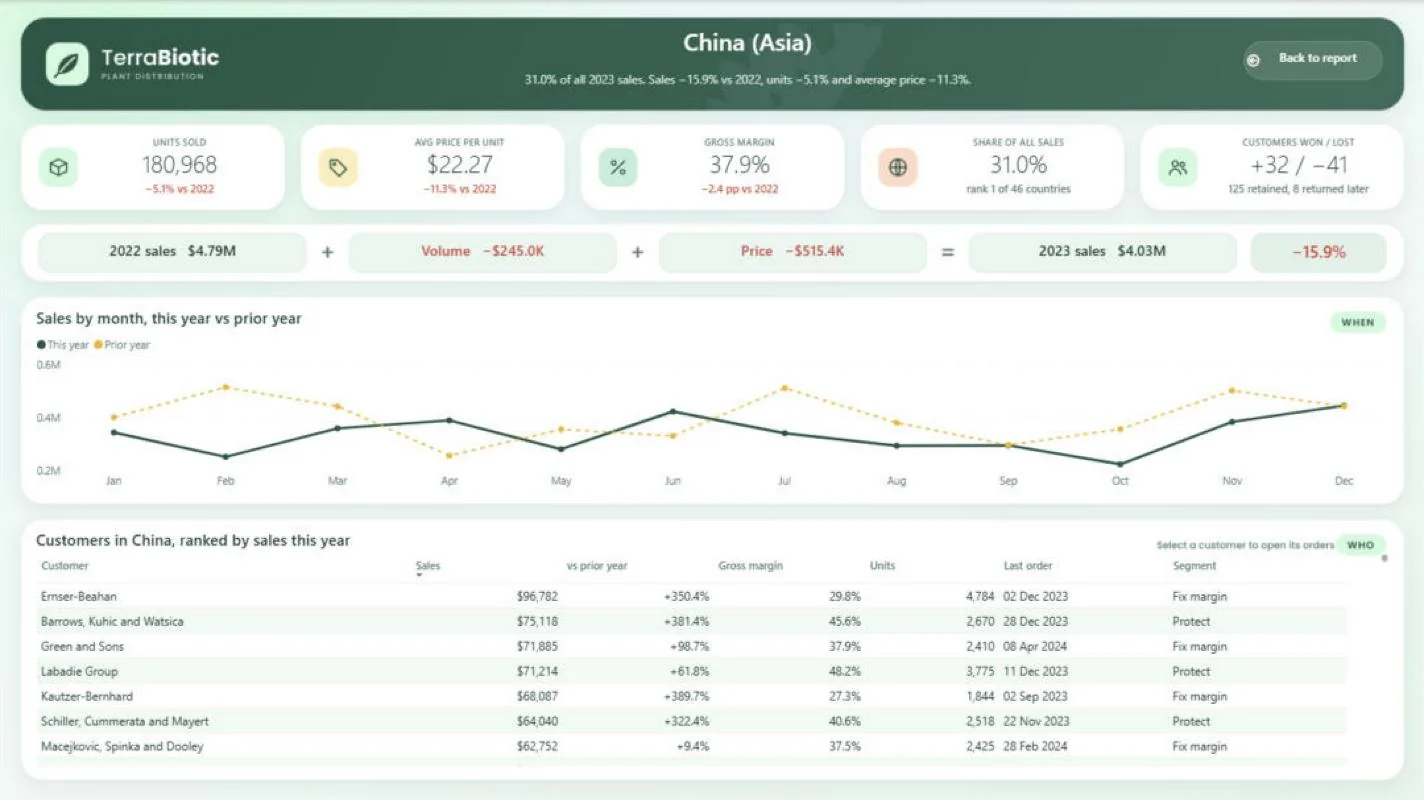 TerraBiotic
PLANT DISTRIBUTION
China (Asia)
31.0% of all 2023 sales. Sales −15.9% vs 2022, units −5.1% and average price −11.3%.
Back to report
UNITS SOLD
180,968
−5.1% vs 2022
AVG PRICE PER UNIT
$22.27
−11.3% vs 2022
GROSS MARGIN
37.9%
−2.4 pp vs 2022
SHARE OF ALL SALES
31.0%
rank 1 of 46 countries
CUSTOMERS WON / LOST
+32 / −41
125 retained, 8 returned later
2022 sales $4.79M + Volume −$245.0K + Price −$515.4K = 2023 sales $4.03M −15.9%
Sales by month, this year vs prior year
WHEN
This year Prior year
0.6M
0.4M
0.2M
Jan Feb Mar Apr May Jun Jul Aug Sep Oct Nov Dec
Customers in China, ranked by sales this year
Select a customer to open its orders WHO
Customer Sales vs prior year Gross margin Units Last order Segment
Ernser-Beahan $96,782 +350.4% 29.8% 4,784 02 Dec 2023 Fix margin
Barrows, Kuhic and Watsica $75,118 +381.4% 45.6% 2,670 28 Dec 2023 Protect
Green and Sons $71,885 +98.7% 37.9% 2,410 08 Apr 2024 Fix margin
Labadie Group $71,214 +61.8% 48.2% 3,775 11 Dec 2023 Protect
Kautzer-Bernhard $68,087 +389.7% 27.3% 1,844 02 Sep 2023 Fix margin
Schiller, Cummerata and Mayert $64,040 +322.4% 40.6% 2,518 22 Nov 2023 Protect
Macejkovic, Spinka and Dooley $62,752 +9.4% 37.5% 2,425 28 Feb 2024 Fix margin